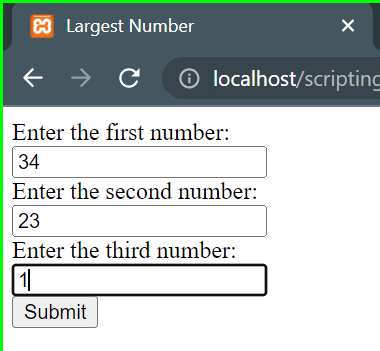 Largest Number
localhost/scripting
Enter the first number:
34
Enter the second number:
23
Enter the third number:
1
Submit